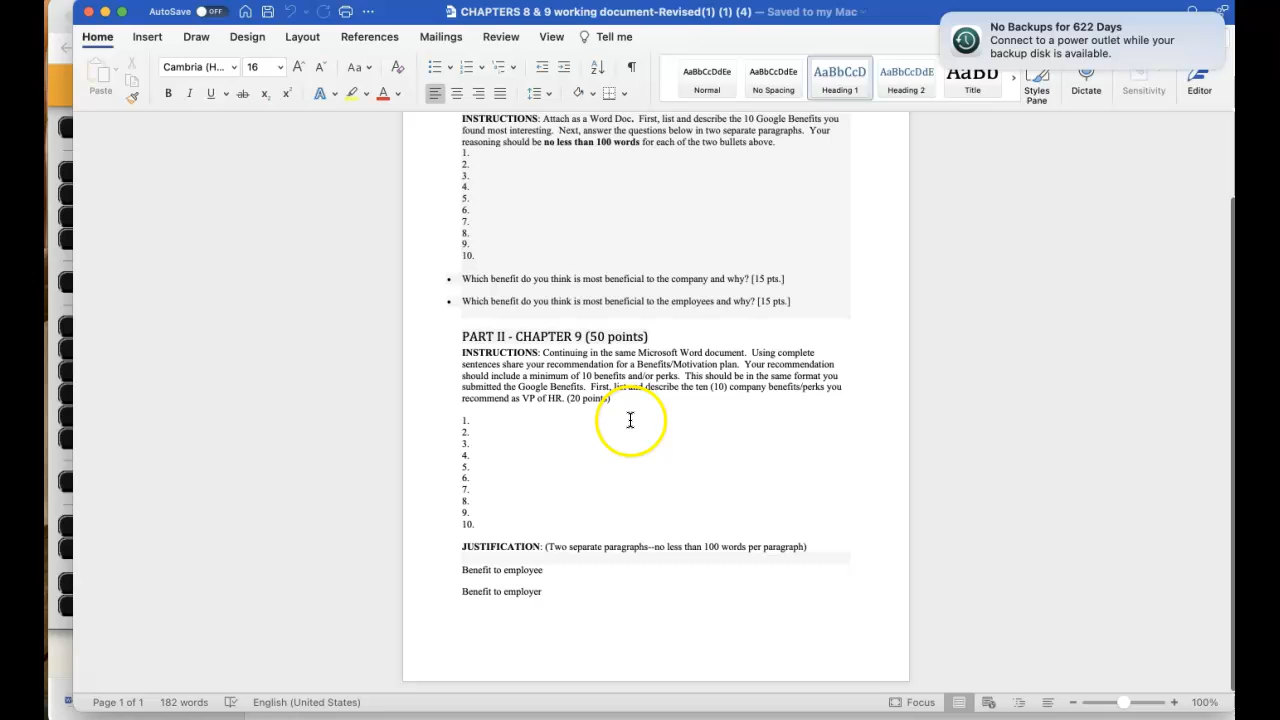 AutoSave OFF
CHAPTERS 8 & 9 working document-Revised(1) (1) (4) — Saved to my Mac
No Backups for 622 Days
Connect to a power outlet while your
backup disk is available.
Home Insert Draw Design Layout References Mailings Review View Tell me
Paste
Cambria (H... 16
AaBbCcDdEe Normal
AaBbCcDdEe No Spacing
AaBbCcD Heading 1
AaBbCcDdE Heading 2
AaBb Title
Styles
Pane
Dictate
Sensitivity
Editor
INSTRUCTIONS: Attach as a Word Doc. First, list and describe the 10 Google Benefits you
found most interesting. Next, answer the questions below in two separate paragraphs. Your
reasoning should be no less than 100 words for each of the two bullets above.
1.
2.
3.
4.
5.
6.
7.
8.
9.
10.
• Which benefit do you think is most beneficial to the company and why? [15 pts.]
• Which benefit do you think is most beneficial to the employees and why? [15 pts.]
PART II - CHAPTER 9 (50 points)
INSTRUCTIONS: Continuing in the same Microsoft Word document. Using complete
sentences share your recommendation for a Benefits/Motivation plan. Your recommendation
should include a minimum of 10 benefits and/or perks. This should be in the same format you
submitted the Google Benefits. First, list and describe the ten (10) company benefits/perks you
recommend as VP of HR. (20 points)
1.
2.
3.
4.
5.
6.
7.
8.
9.
10.
JUSTIFICATION: (Two separate paragraphs--no less than 100 words per paragraph)
Benefit to employee
Benefit to employer
Page 1 of 1 182 words English (United States) Focus 100%